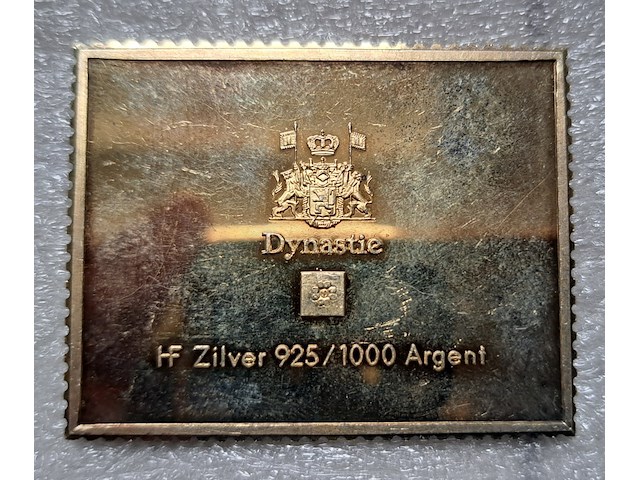 Dynastie
HF Zilver 925/1000 Argent